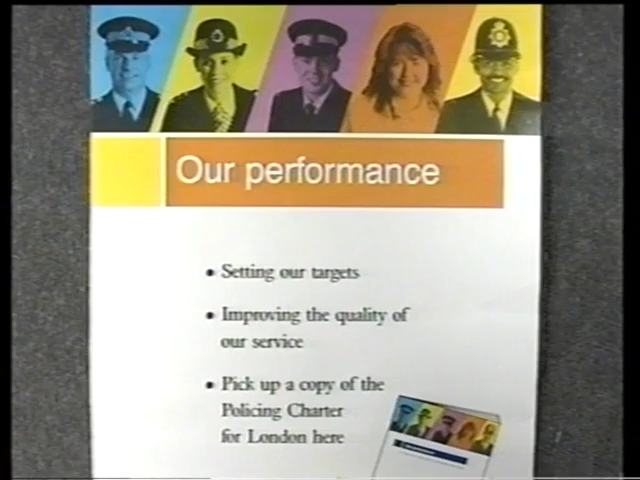 Our performance
• Setting our targets
• Improving the quality of
our service
• Pick up a copy of the
Policing Charter
for London here